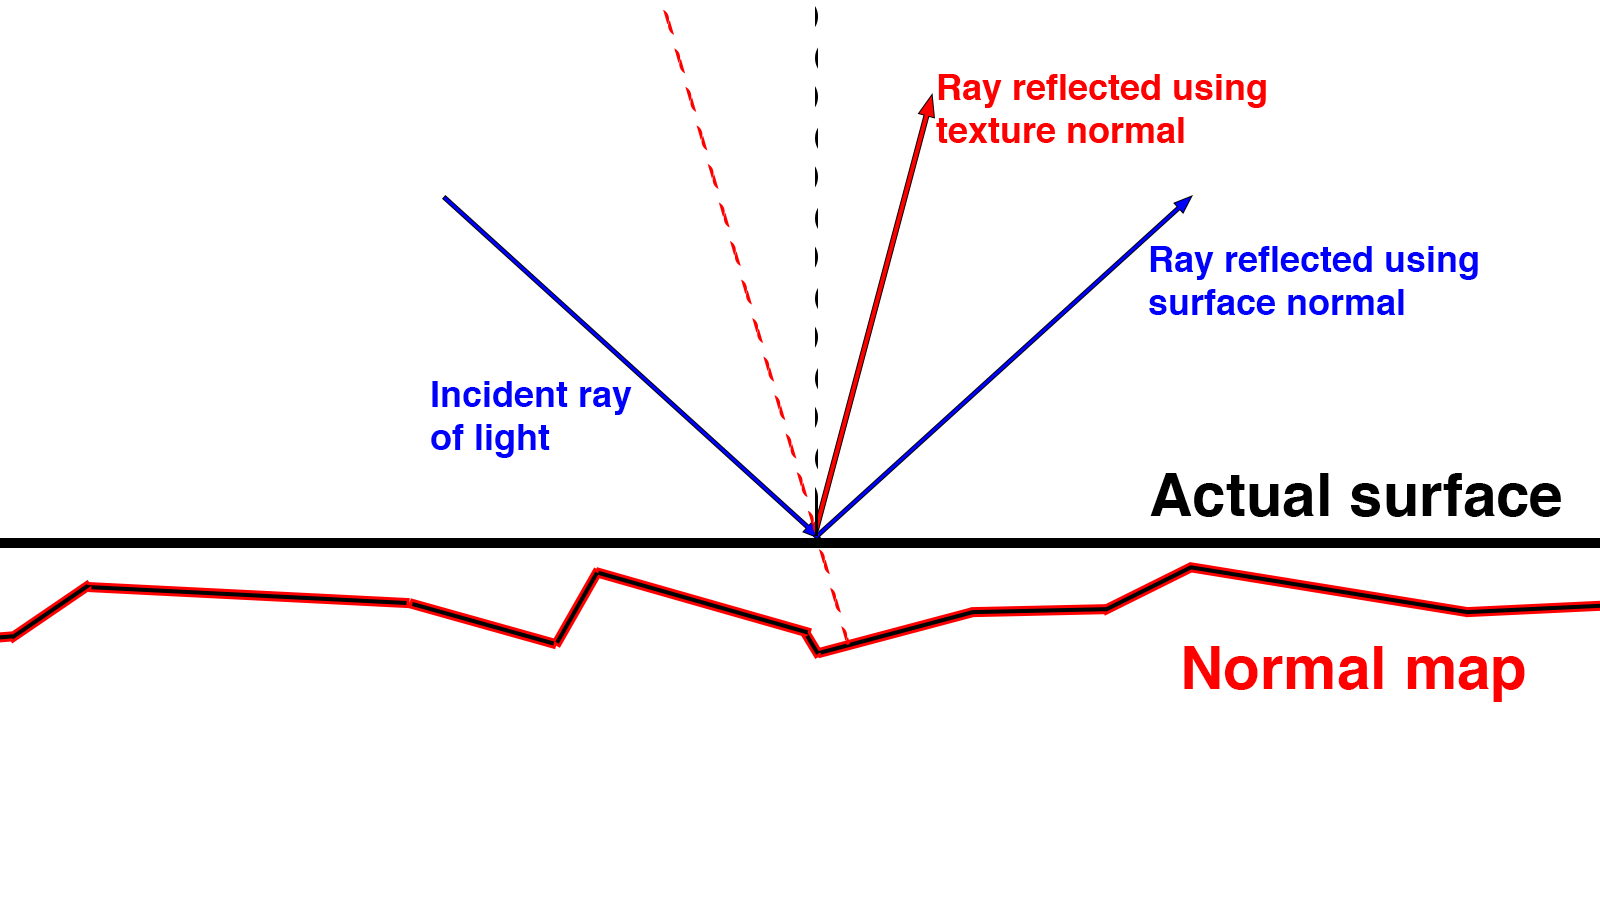 Ray reflected using
texture normal
Ray reflected using
surface normal
Incident ray
of light
Actual surface
Normal map